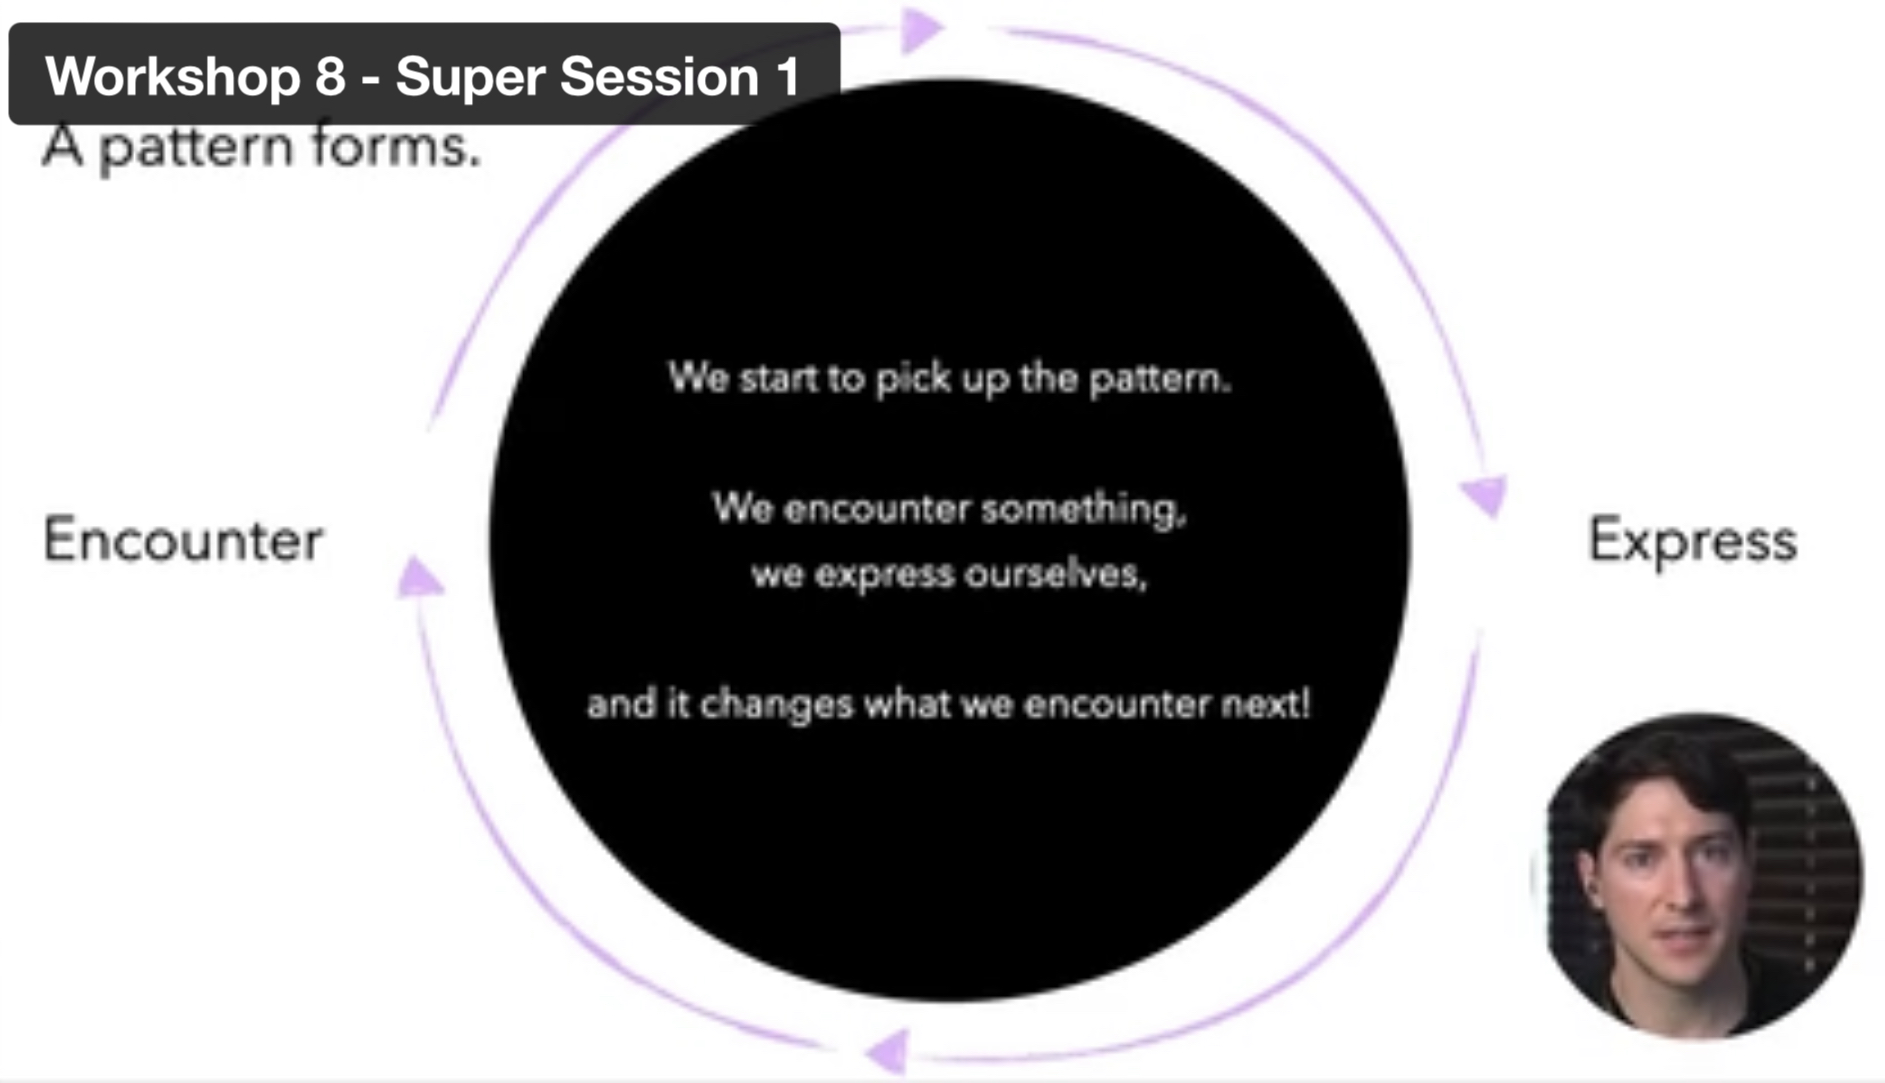 Workshop 8 - Super Session 1
A pattern forms.
We start to pick up the pattern.
We encounter something,
we express ourselves,
and it changes what we encounter next!
Encounter
Express